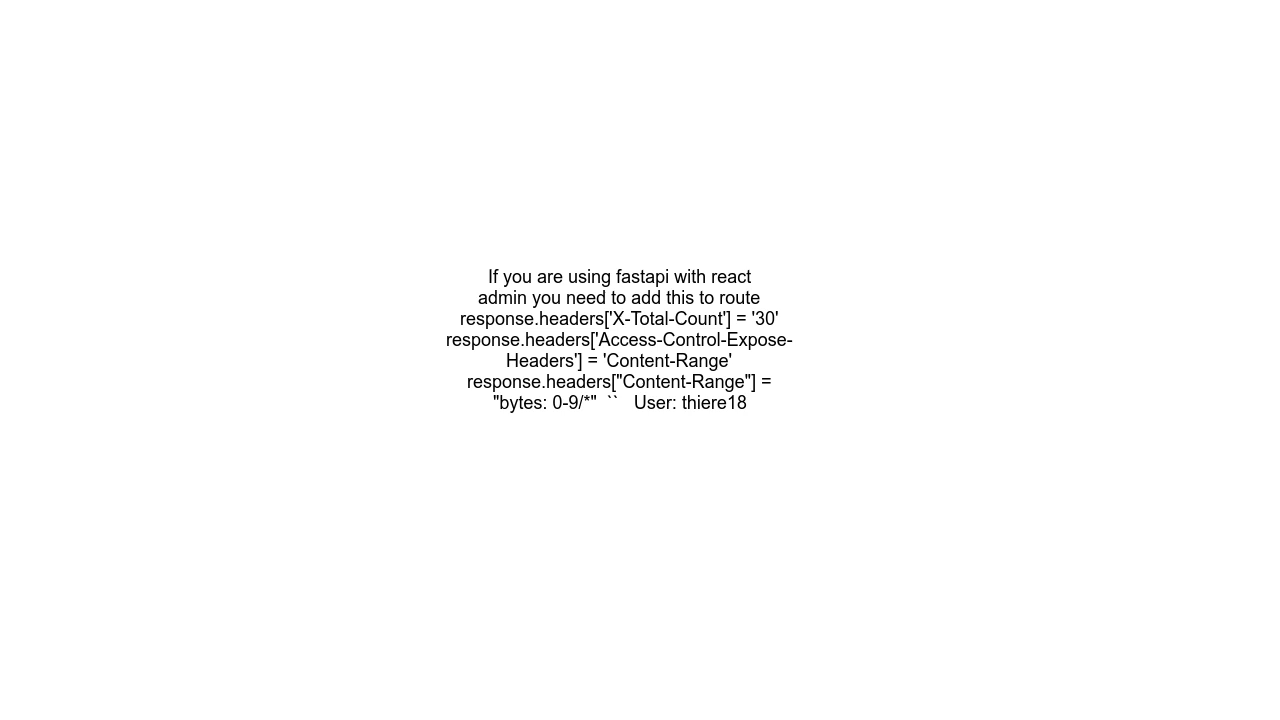 If you are using fastapi with react
admin you need to add this to route
response.headers['X-Total-Count'] = '30'
response.headers['Access-Control-Expose-
Headers'] = 'Content-Range'
response.headers["Content-Range"] =
"bytes: 0-9/*"  ``   User: thiere18